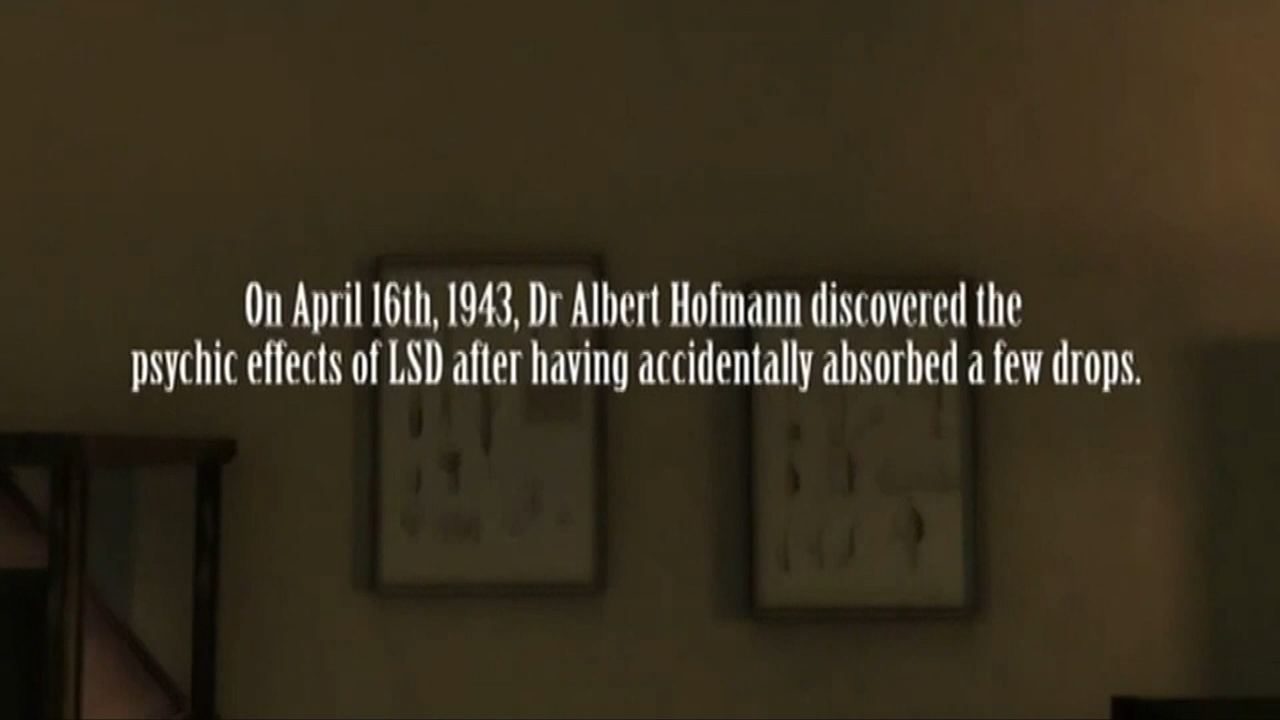 On April 16th, 1943, Dr Albert Hofmann discovered the
psychic effects of LSD after having accidentally absorbed a few drops.